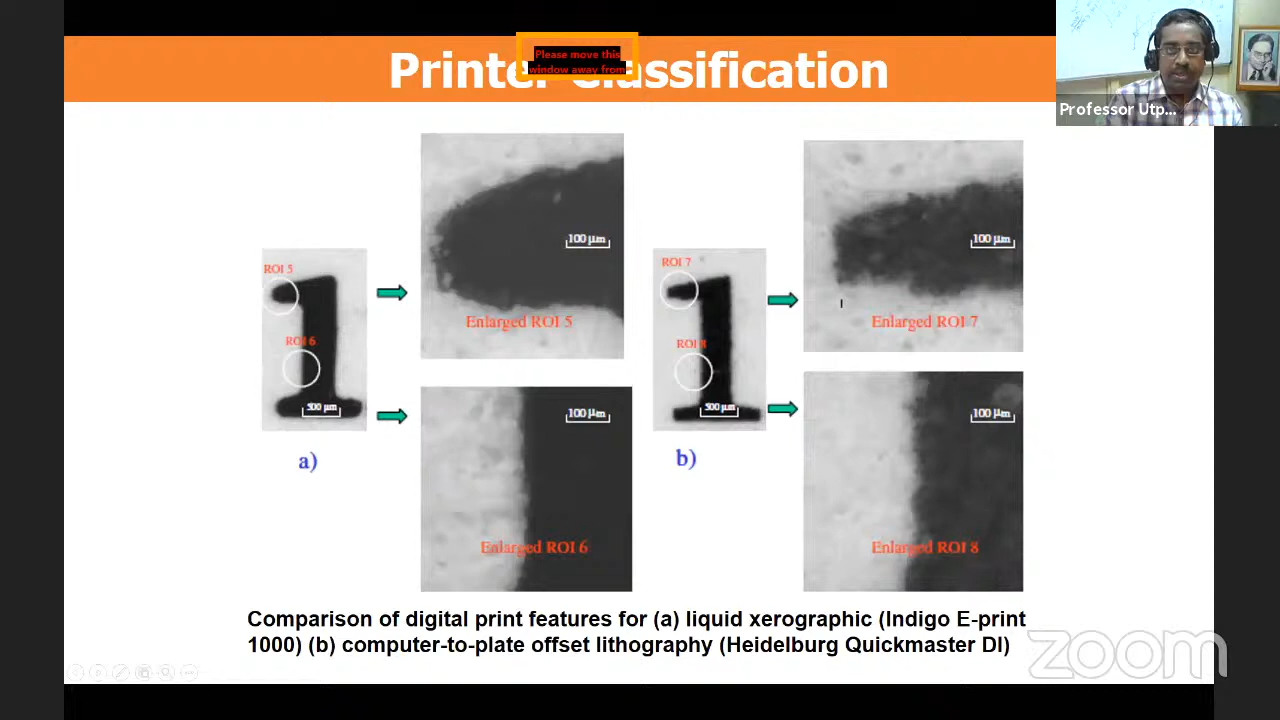 Printer Classification
Please move this
window away from
Professor Utp...
ROI 5
ROI 6
500 µm
a)
100 µm
Enlarged ROI 5
100 µm
Enlarged ROI 6
ROI 7
ROI 8
500 µm
b)
100 µm
Enlarged ROI 7
100 µm
Enlarged ROI 8
Comparison of digital print features for (a) liquid xerographic (Indigo E-print
1000) (b) computer-to-plate offset lithography (Heidelburg Quickmaster DI)
zoom